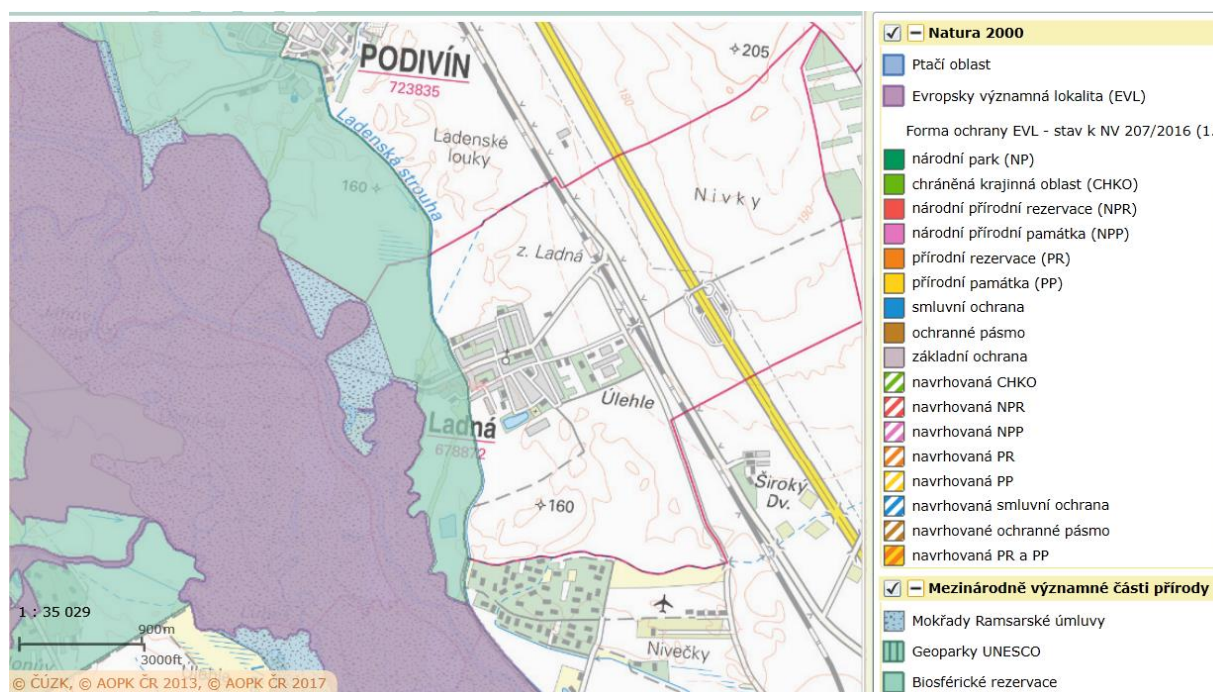 PODIVÍN
723835
205
180
Ladenská strouha
Ladenské
louky
160
Nivky
190
z. Ladná
Úlehle
Ladná
678872
160
Široký
Dv.
Nivečky
1 : 35 029
900m
3000ft
Úlehle
© ČÚZK, © AOPK ČR 2013, © AOPK ČR 2017
Natura 2000
Ptačí oblast
Evropsky významná lokalita (EVL)
Forma ochrany EVL - stav k NV 207/2016 (1.
národní park (NP)
chráněná krajinná oblast (CHKO)
národní přírodní rezervace (NPR)
národní přírodní památka (NPP)
přírodní rezervace (PR)
přírodní památka (PP)
smluvní ochrana
ochranné pásmo
základní ochrana
navrhovaná CHKO
navrhovaná NPR
navrhovaná NPP
navrhovaná PR
navrhovaná PP
navrhovaná smluvní ochrana
navrhované ochranné pásmo
navrhovaná PR a PP
Mezinárodně významné části přírody
Mokřady Ramsarské úmluvy
Geoparky UNESCO
Biosférické rezervace